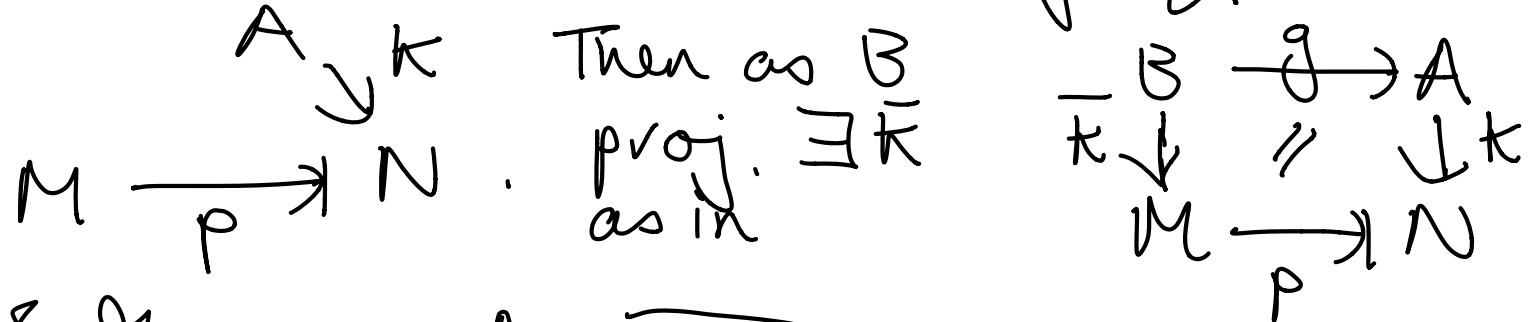 A k Then as B B g A
k̄ // k
proj. ∃ k̄
M p N . as in M p N